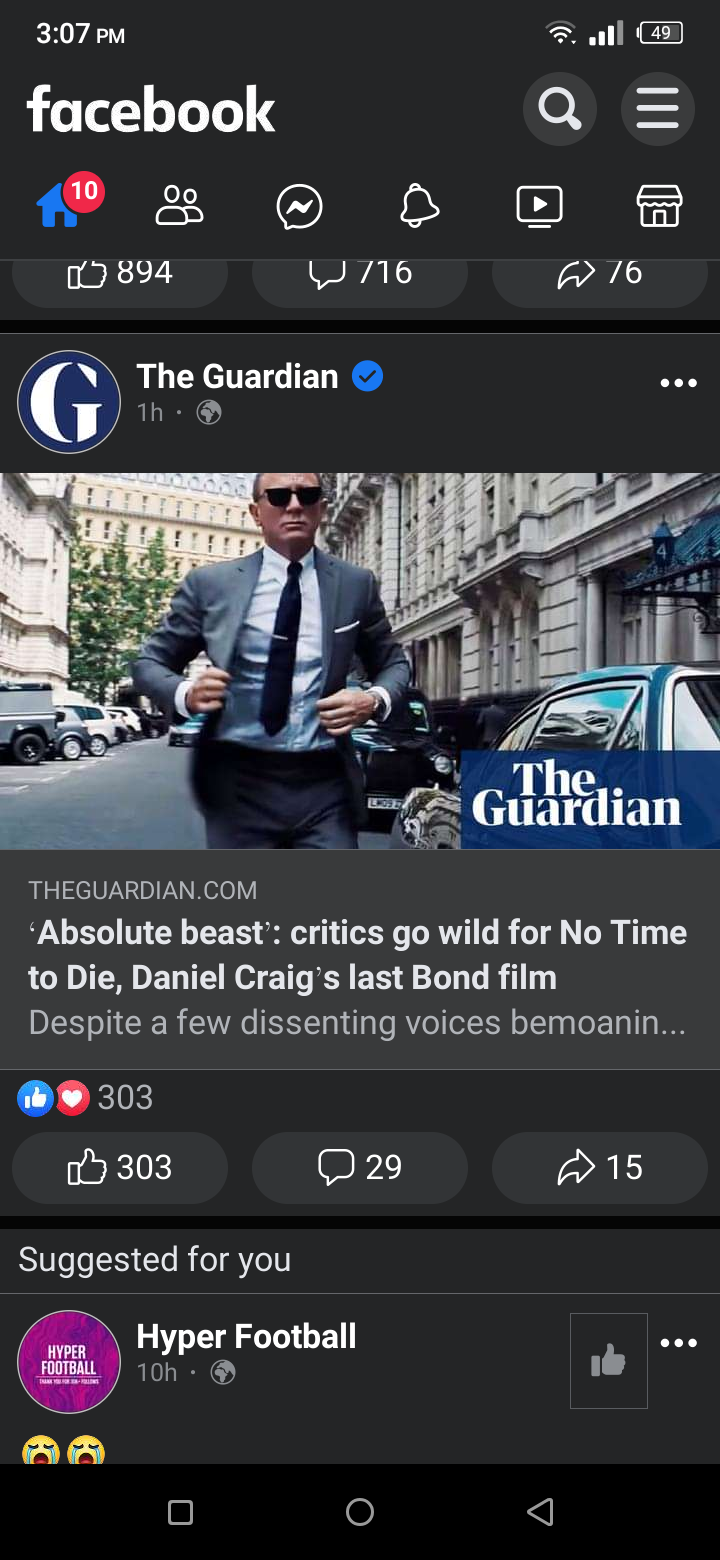 3:07 PM
49
facebook
10
894 716 76
The Guardian
1h ·
4
The
Guardian
THEGUARDIAN.COM
‘Absolute beast’: critics go wild for No Time
to Die, Daniel Craig’s last Bond film
Despite a few dissenting voices bemoanin...
303
303 29 15
Suggested for you
Hyper Football
10h ·
HYPER
FOOTBALL